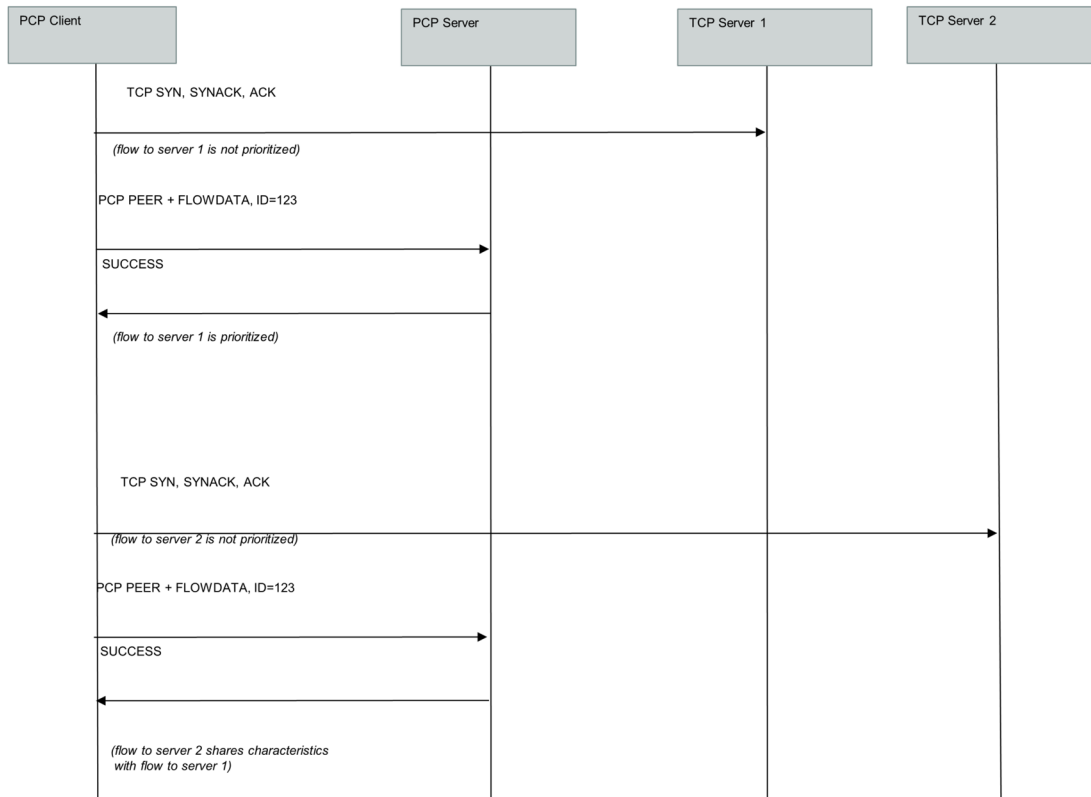 PCP Client
PCP Server
TCP Server 1
TCP Server 2
TCP SYN, SYNACK, ACK
(flow to server 1 is not prioritized)
PCP PEER + FLOWDATA, ID=123
SUCCESS
(flow to server 1 is prioritized)
TCP SYN, SYNACK, ACK
(flow to server 2 is not prioritized)
PCP PEER + FLOWDATA, ID=123
SUCCESS
(flow to server 2 shares characteristics
with flow to server 1)